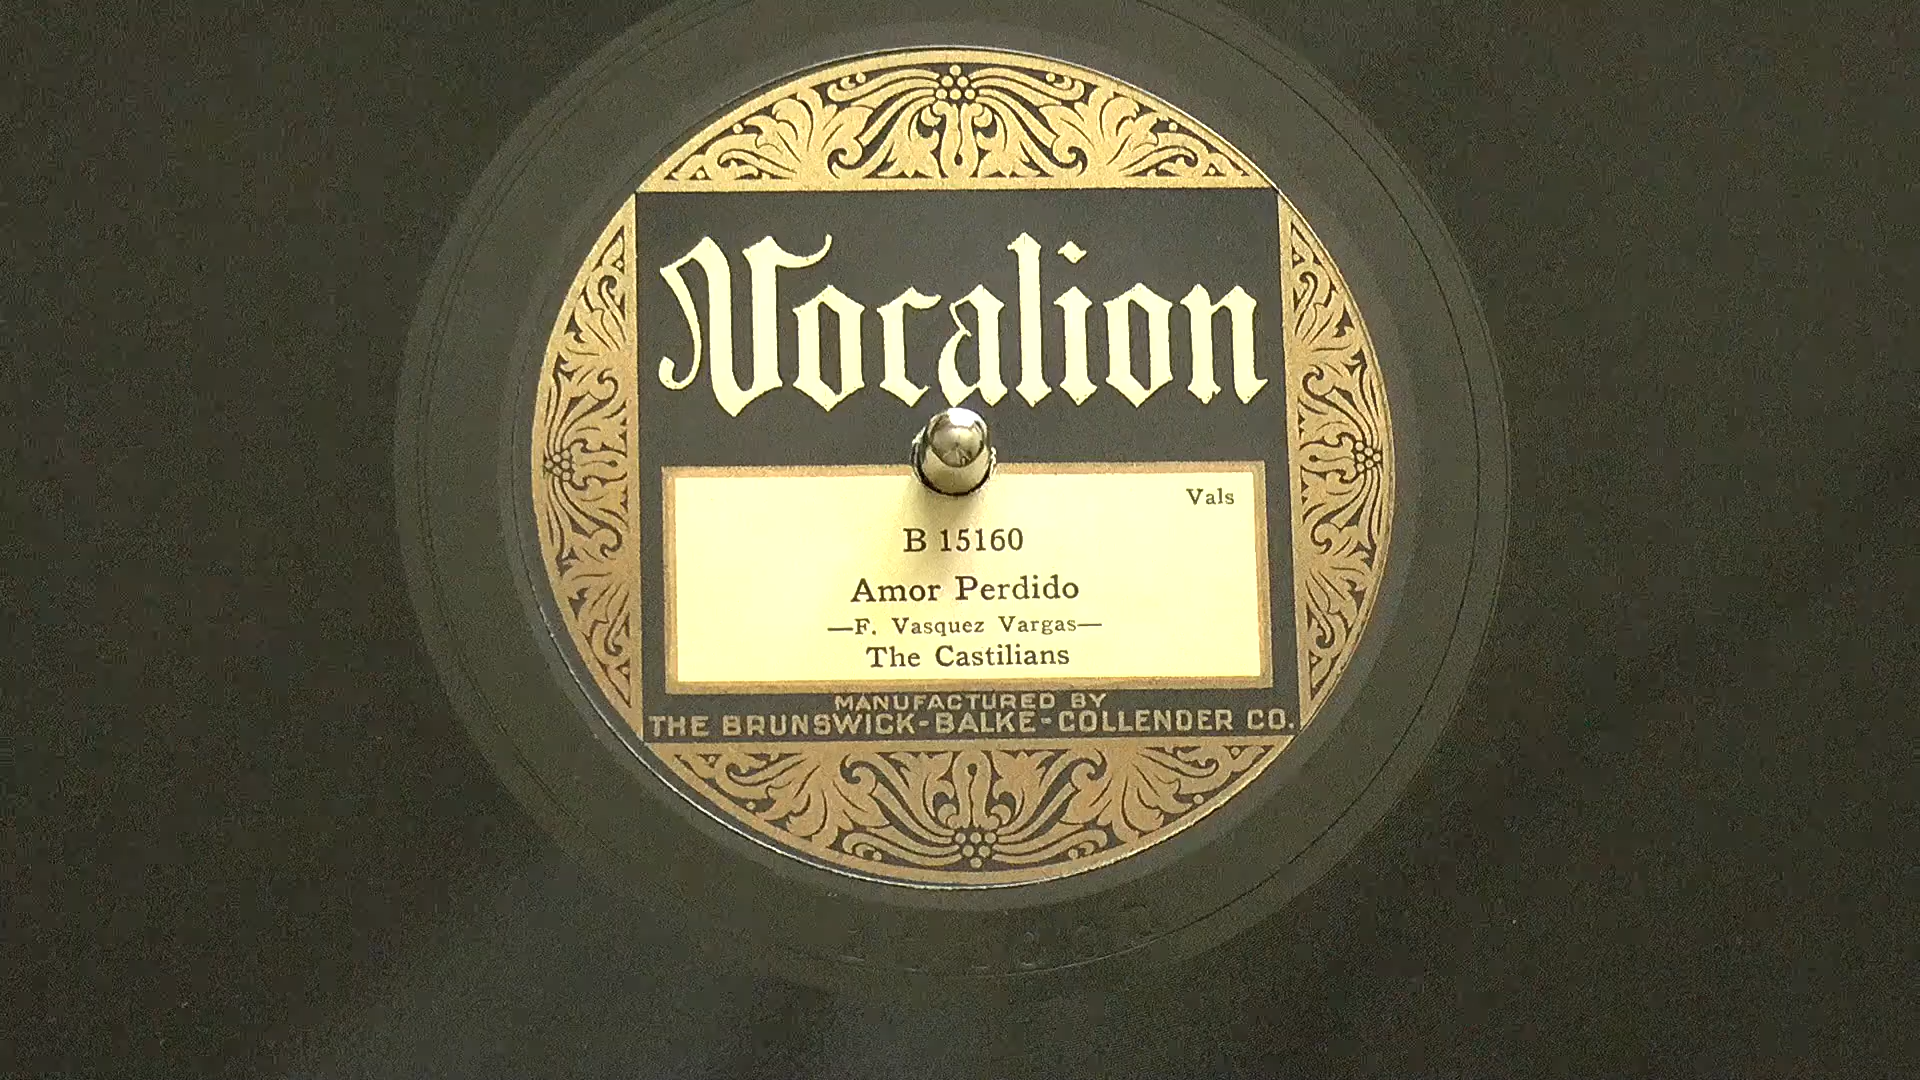 Vocalion
Vals
B 15160
Amor Perdido
—F. Vasquez Vargas—
The Castilians
MANUFACTURED BY
THE BRUNSWICK-BALKE-COLLENDER CO.